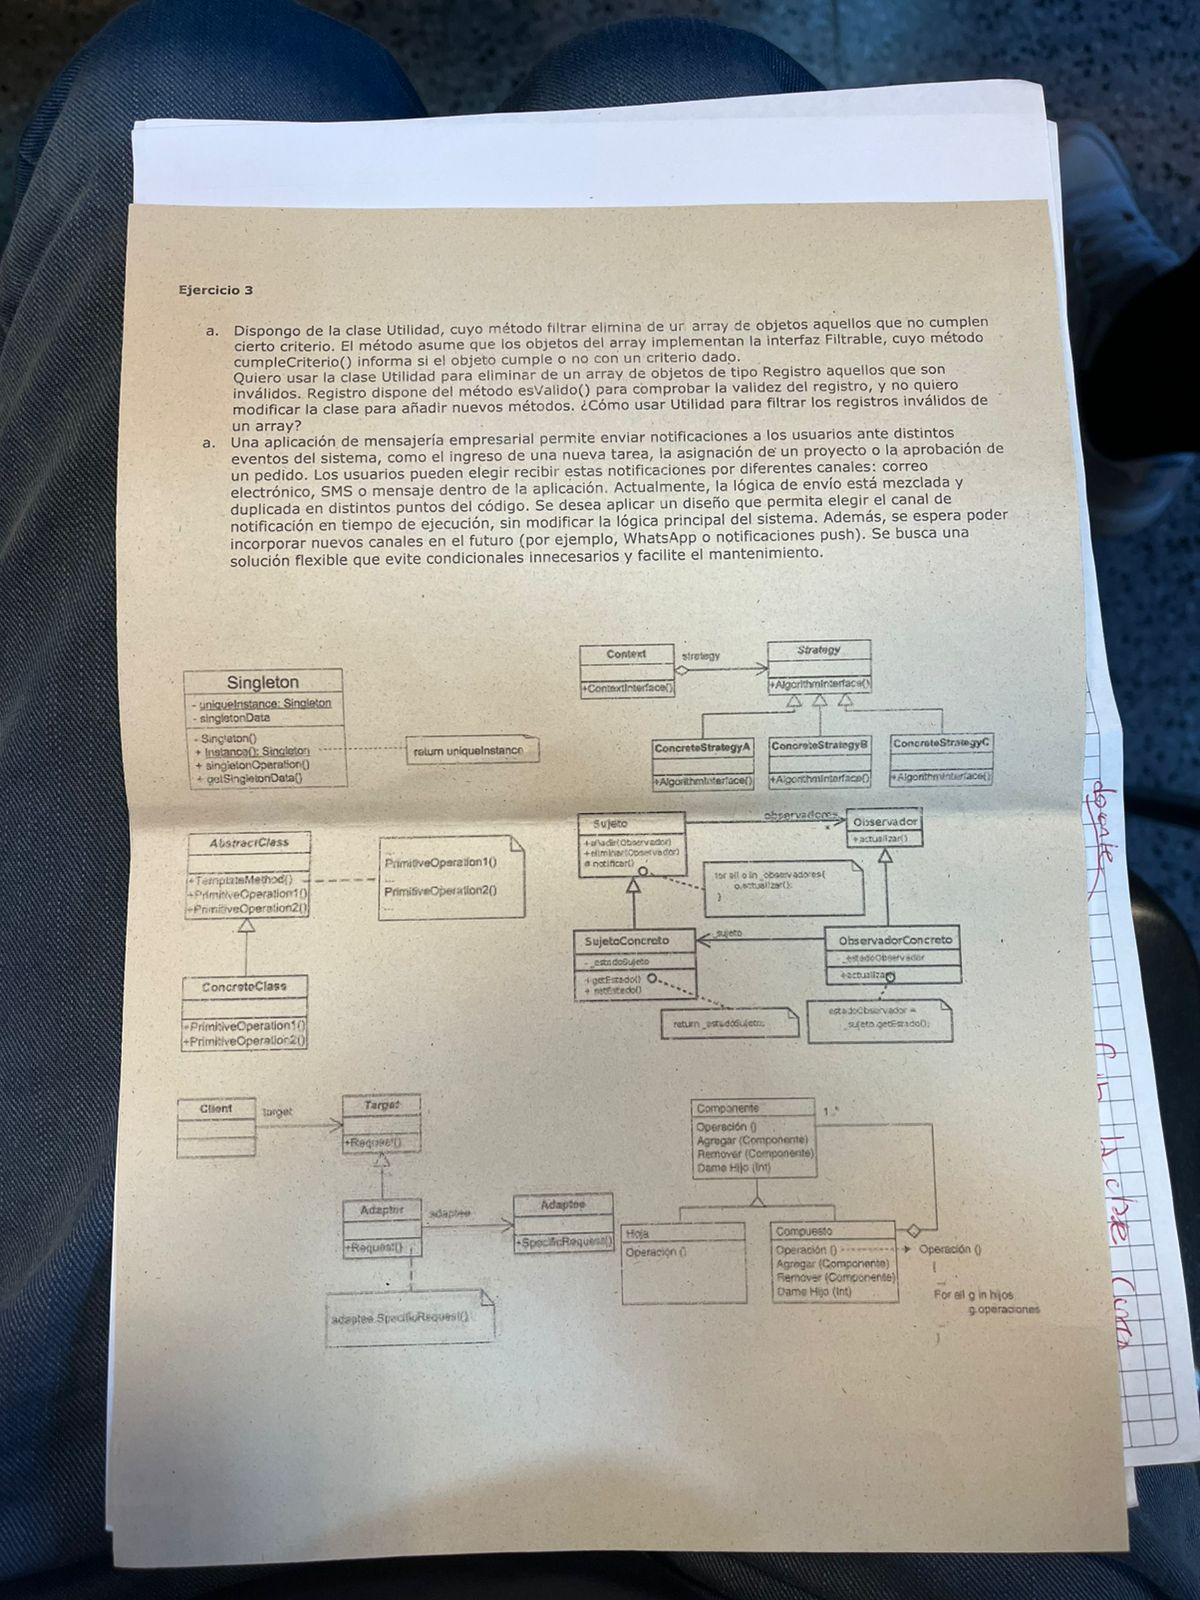 Ejercicio 3
a. Dispongo de la clase Utilidad, cuyo método filtrar elimina de un array de objetos aquellos que no cumplen
cierto criterio. El método asume que los objetos del array implementan la interfaz Filtrable, cuyo método
cumpleCriterio() informa si el objeto cumple o no con un criterio dado.
Quiero usar la clase Utilidad para eliminar de un array de objetos de tipo Registro aquellos que son
inválidos. Registro dispone del método esValido() para comprobar la validez del registro, y no quiero
modificar la clase para añadir nuevos métodos. ¿Cómo usar Utilidad para filtrar los registros inválidos de
un array?
a. Una aplicación de mensajería empresarial permite enviar notificaciones a los usuarios ante distintos
eventos del sistema, como el ingreso de una nueva tarea, la asignación de un proyecto o la aprobación de
un pedido. Los usuarios pueden elegir recibir estas notificaciones por diferentes canales: correo
electrónico, SMS o mensaje dentro de la aplicación. Actualmente, la lógica de envío está mezclada y
duplicada en distintos puntos del código. Se desea aplicar un diseño que permita elegir el canal de
notificación en tiempo de ejecución, sin modificar la lógica principal del sistema. Además, se espera poder
incorporar nuevos canales en el futuro (por ejemplo, WhatsApp o notificaciones push). Se busca una
solución flexible que evite condicionales innecesarios y facilite el mantenimiento.
Singleton
- uniqueInstance: Singleton
- singletonData
- Singleton()
+ Instance(): Singleton
+ singletonOperation()
+ getSingletonData()
return uniqueInstance
Context
+ContextInterface()
strategy
Strategy
+AlgorithmInterface()
ConcreteStrategyA
+AlgorithmInterface()
ConcreteStrategyB
+AlgorithmInterface()
ConcreteStrategyC
+AlgorithmInterface()
AbstractClass
+TemplateMethod()
+PrimitiveOperation1()
+PrimitiveOperation2()
...
PrimitiveOperation1()
...
PrimitiveOperation2()
...
ConcreteClass
+PrimitiveOperation1()
+PrimitiveOperation2()
Sujeto
+añadir(Observador)
+eliminar(Observador)
# notificar()
observadores
*
Observador
+actualizar()
for all o in _observadores{
o.actualizar();
}
SujetoConcreto
- _estadoSujeto
+ getEstado()
+ setEstado()
_sujeto
ObservadorConcreto
- _estadoObservador
+actualizar()
return _estadoSujeto;
estadoObservador =
_sujeto.getEstado();
Client
target
Target
+Request()
Adapter
+Request()
adaptee
Adaptee
+SpecificRequest()
adaptee.SpecificRequest()
Componente
Operación ()
Agregar (Componente)
Remover (Componente)
Dame Hijo (Int)
1..*
Hoja
Operación ()
Compuesto
Operación ()
Agregar (Componente)
Remover (Componente)
Dame Hijo (Int)
Operación ()
{
For all g in hijos
g.operaciones
}